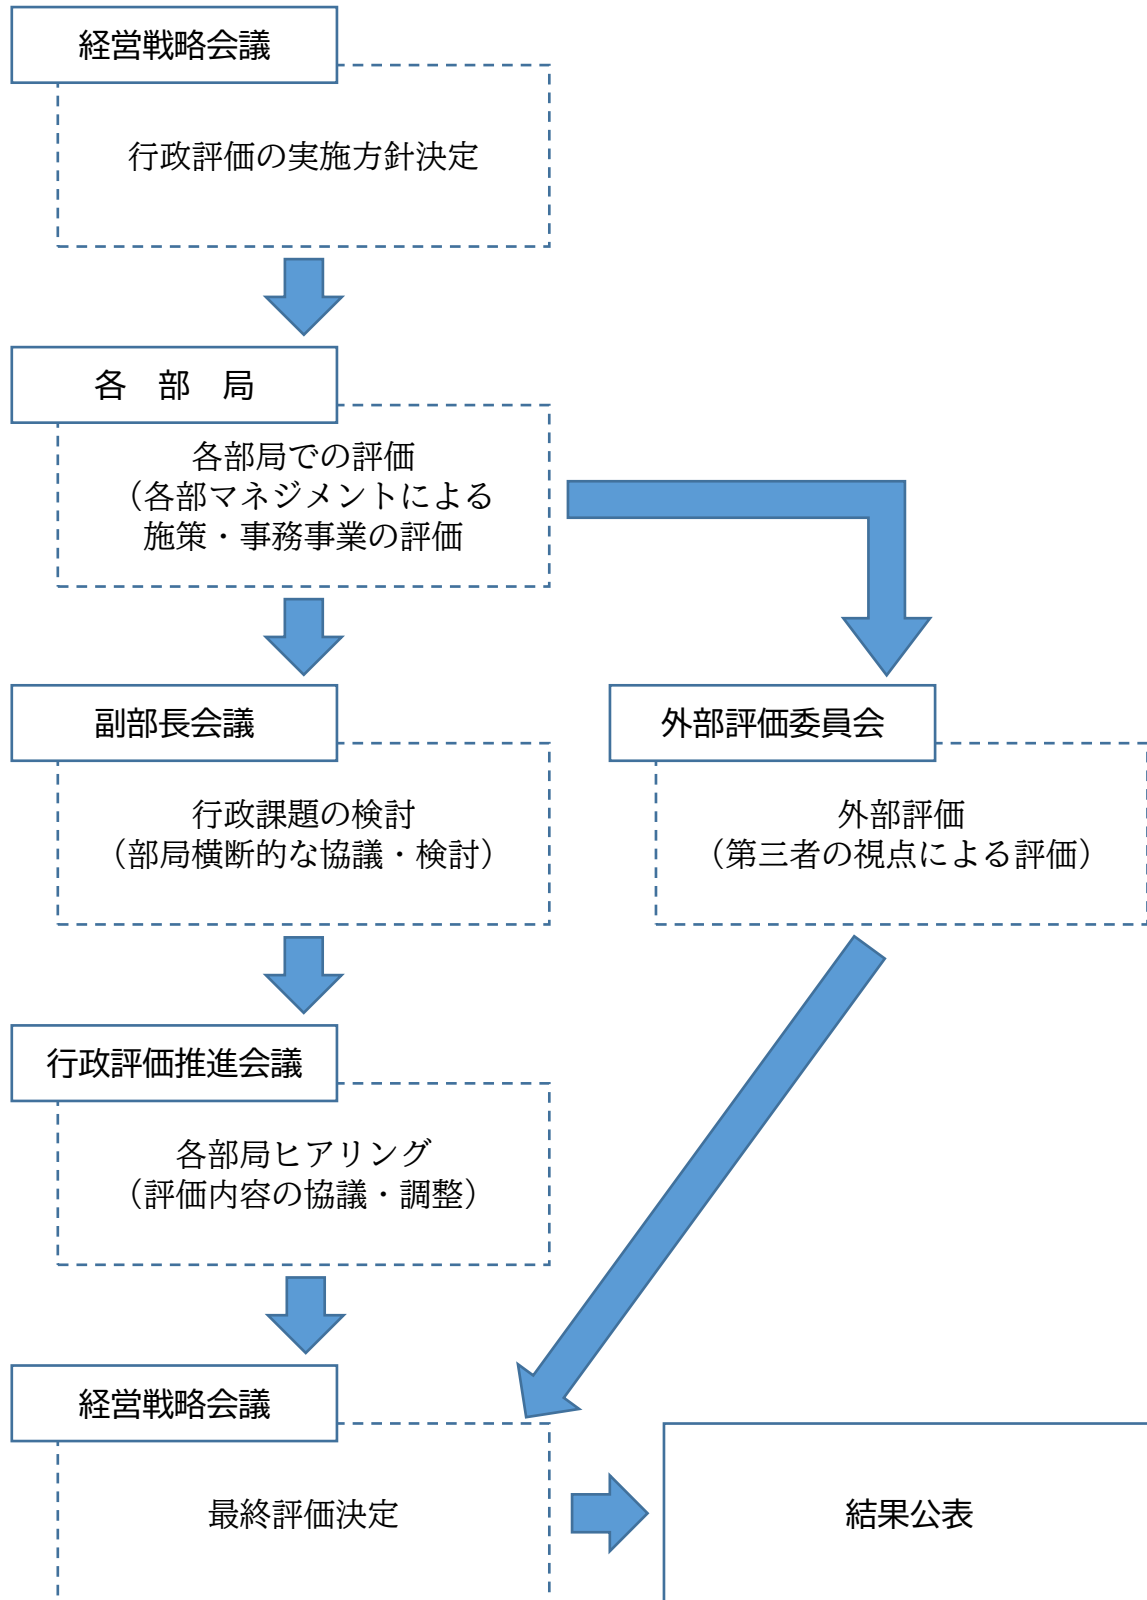 経営戦略会議
行政評価の実施方針決定
各　部　局
各部局での評価
（各部マネジメントによる
施策・事務事業の評価
副部長会議
行政課題の検討
（部局横断的な協議・検討）
外部評価委員会
外部評価
（第三者の視点による評価）
行政評価推進会議
各部局ヒアリング
（評価内容の協議・調整）
経営戦略会議
最終評価決定
結果公表